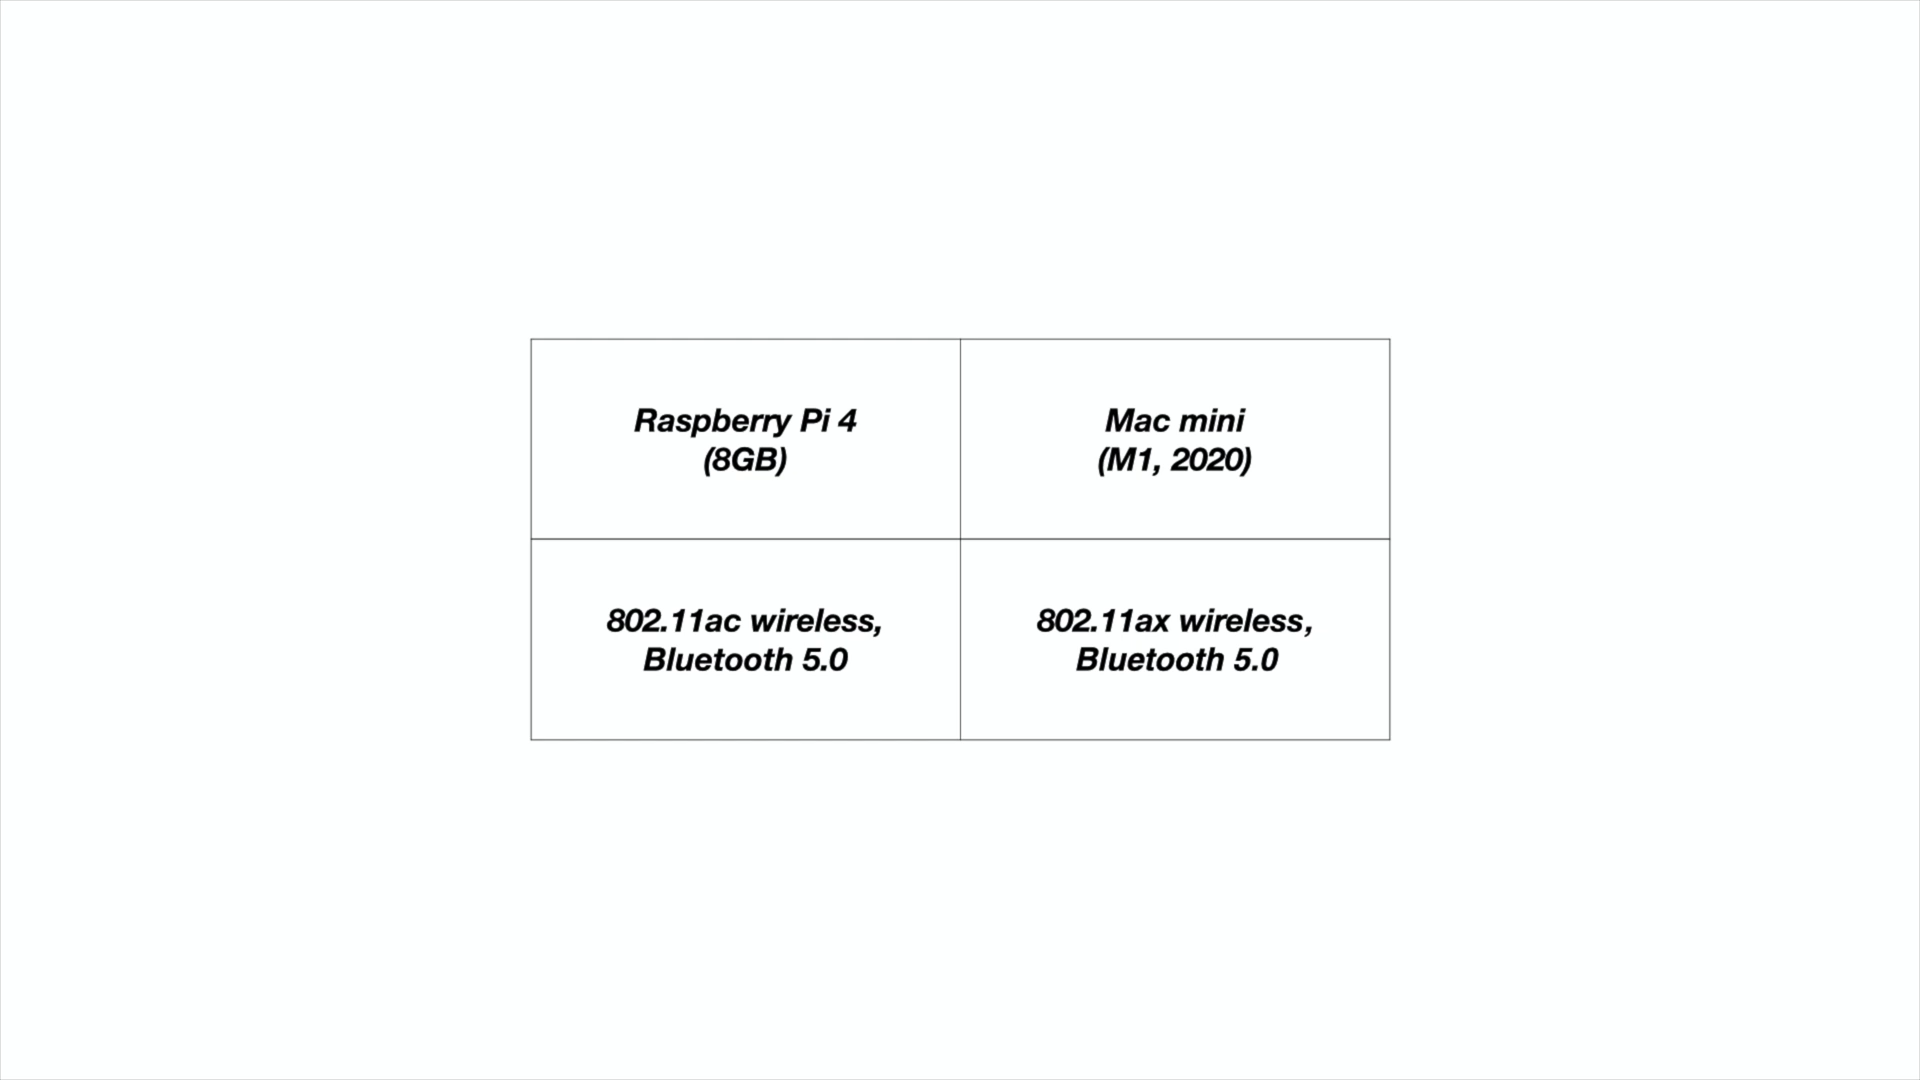 Raspberry Pi 4
(8GB)
Mac mini
(M1, 2020)
802.11ac wireless,
Bluetooth 5.0
802.11ax wireless,
Bluetooth 5.0